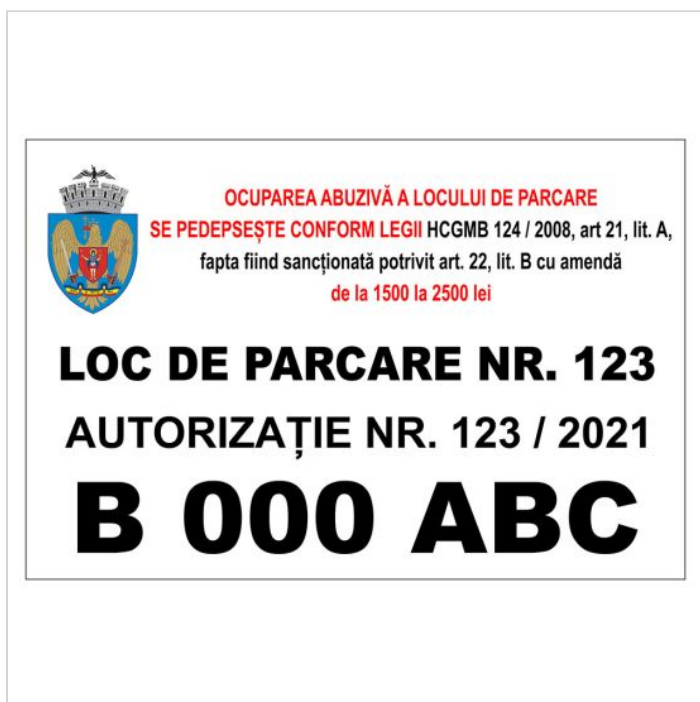 OCUPAREA ABUZIVĂ A LOCULUI DE PARCARE
SE PEDEPSEȘTE CONFORM LEGII HCGMB 124 / 2008, art 21, lit. A,
fapta fiind sancționată potrivit art. 22, lit. B cu amendă
de la 1500 la 2500 lei
LOC DE PARCARE NR. 123
AUTORIZAȚIE NR. 123 / 2021
B 000 ABC